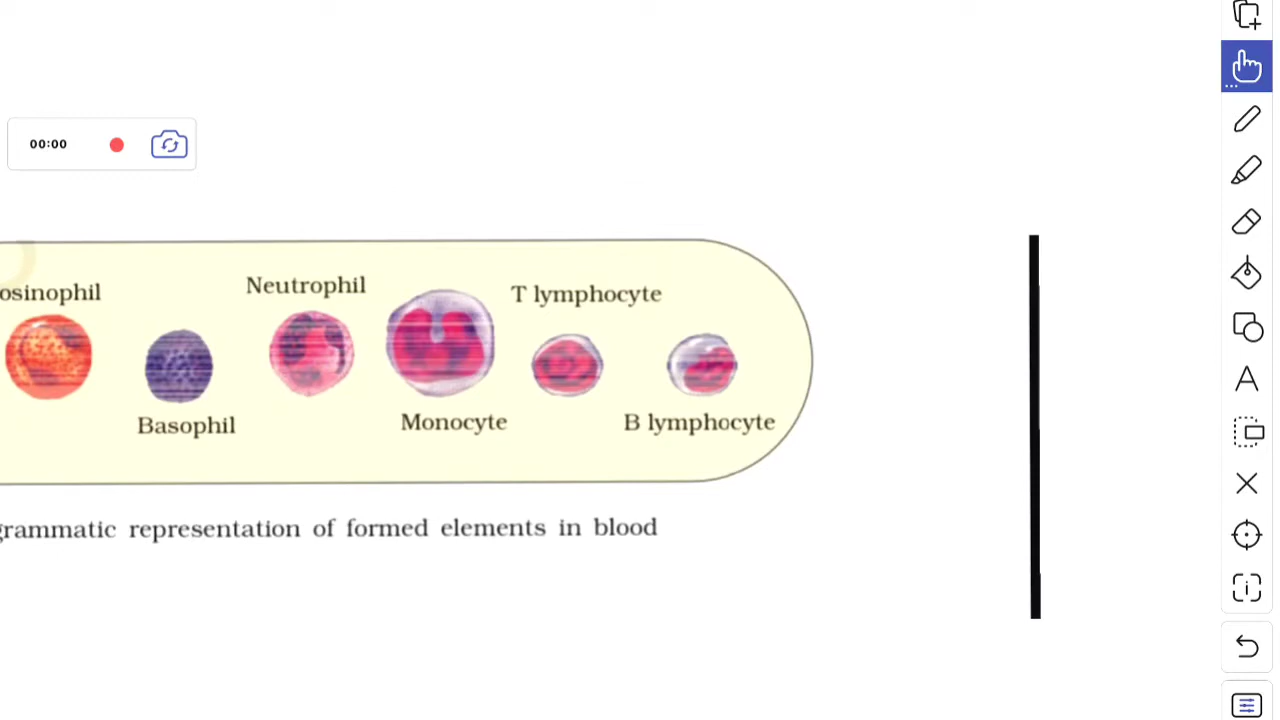 00:00
osinophil
Neutrophil
T lymphocyte
Basophil
Monocyte
B lymphocyte
grammatic representation of formed elements in blood